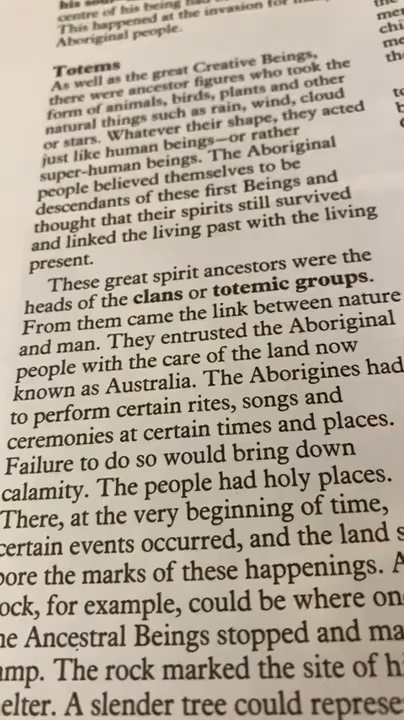 centre of his being had
This happened at the invasion
Aboriginal people.
Totems
As well as the great Creative Beings,
there were ancestor figures who took the
form of animals, birds, plants and other
natural things such as rain, wind, cloud
or stars. Whatever their shape, they acted
just like human beings—or rather
super-human beings. The Aboriginal
people believed themselves to be
descendants of these first Beings and
thought that their spirits still survived
and linked the living past with the living
present.
These great spirit ancestors were the
heads of the clans or totemic groups.
From them came the link between nature
and man. They entrusted the Aboriginal
people with the care of the land now
known as Australia. The Aborigines had
to perform certain rites, songs and
ceremonies at certain times and places.
Failure to do so would bring down
calamity. The people had holy places.
There, at the very beginning of time,
certain events occurred, and the land s
bore the marks of these happenings. A
ock, for example, could be where on
he Ancestral Beings stopped and ma
amp. The rock marked the site of hi
elter. A slender tree could represe